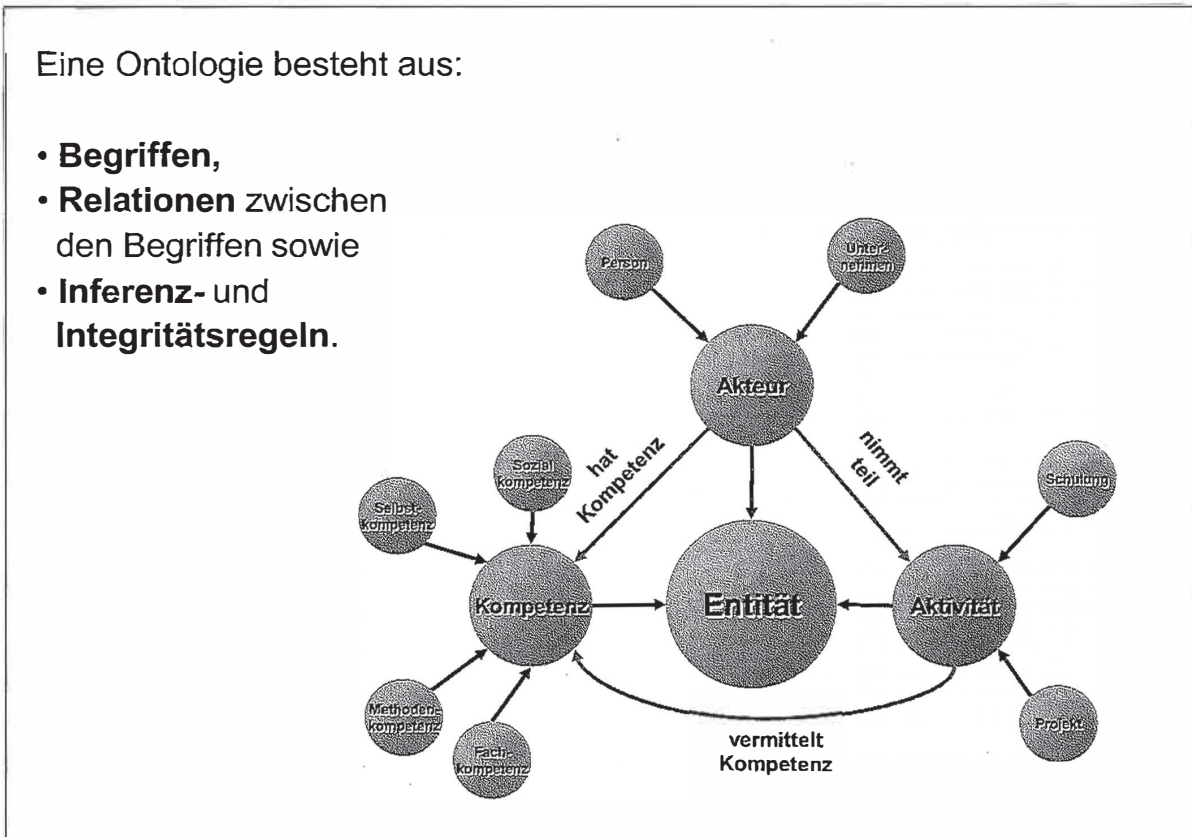 Eine Ontologie besteht aus:
• Begriffen,
• Relationen zwischen
den Begriffen sowie
• Inferenz- und
Integritätsregeln.
Person
Unter-
nehmen
Akteur
hat
Kompetenz
nimmt
teil
Sozial
kompetenz
Selbst-
kompetenz
Schulung
Kompetenz
Entität
Aktivität
Methoden-
kompetenz
Fach-
kompetenz
Projekt
vermittelt
Kompetenz